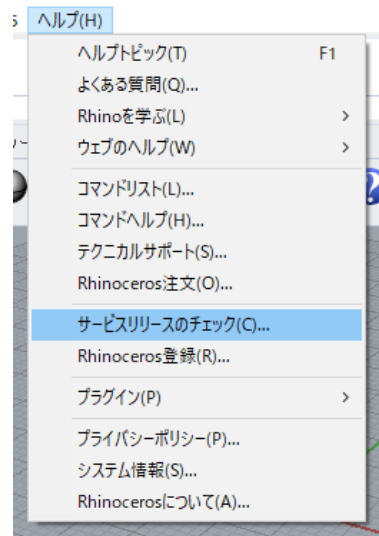 ヘルプ(H)
ヘルプトピック(T) F1
よくある質問(Q)...
Rhinoを学ぶ(L)
ウェブのヘルプ(W)
コマンドリスト(L)...
コマンドヘルプ(H)...
テクニカルサポート(S)...
Rhinoceros注文(O)...
サービスリリースのチェック(C)...
Rhinoceros登録(R)...
プラグイン(P)
プライバシーポリシー(P)...
システム情報(S)...
Rhinocerosについて(A)...